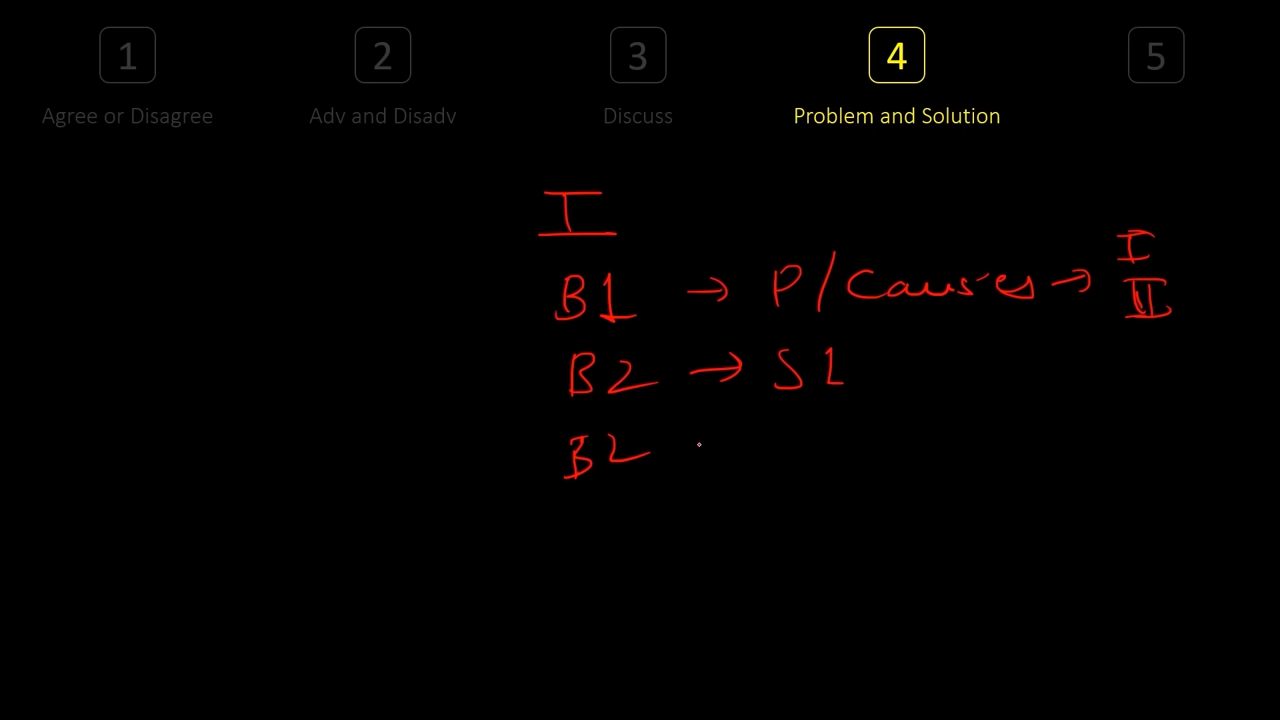 1 2 3 4 5
Agree or Disagree Adv and Disadv Discuss Problem and Solution
I
B1 → P/Causes → I
II
B2 → S1
B2